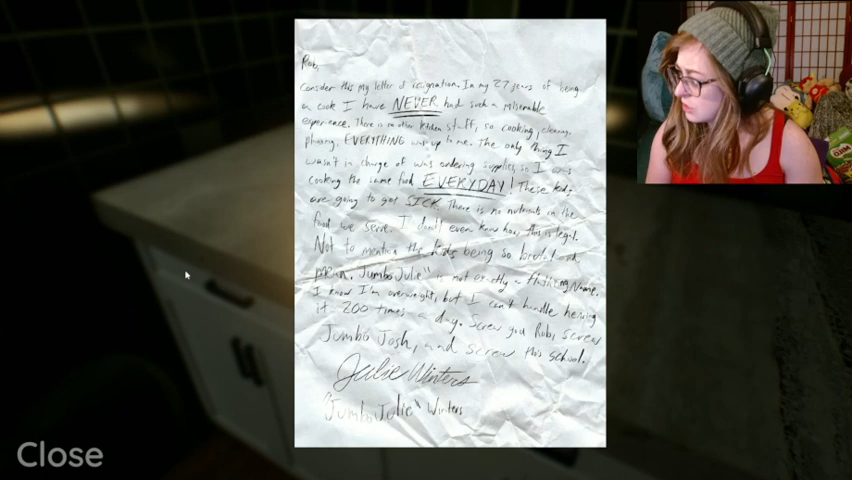 Rob,
Consider this my letter of resignation. In my 27 years of being
a cook I have NEVER had such a miserable
experience. There is no other kitchen staff, so cooking, cleaning,
EVERYTHING was up to me. The only thing I
wasn't in charge of was ordering supplies, so I was
cooking the same food EVERYDAY! These kids
are going to get SICK. There is no nutrients in the
food we serve. I don't even know how this is legal.
Not to mention the kids being so brutal and
mean. "Jumbo Julie" is not exactly a flattering Name.
I know I'm overweight, but I can't handle hearing
it 200 times a day. Screw you Rob, screw
Jumbo Josh, and screw this school.
Julie Winters
"Jumbo Julie" Winters
Close